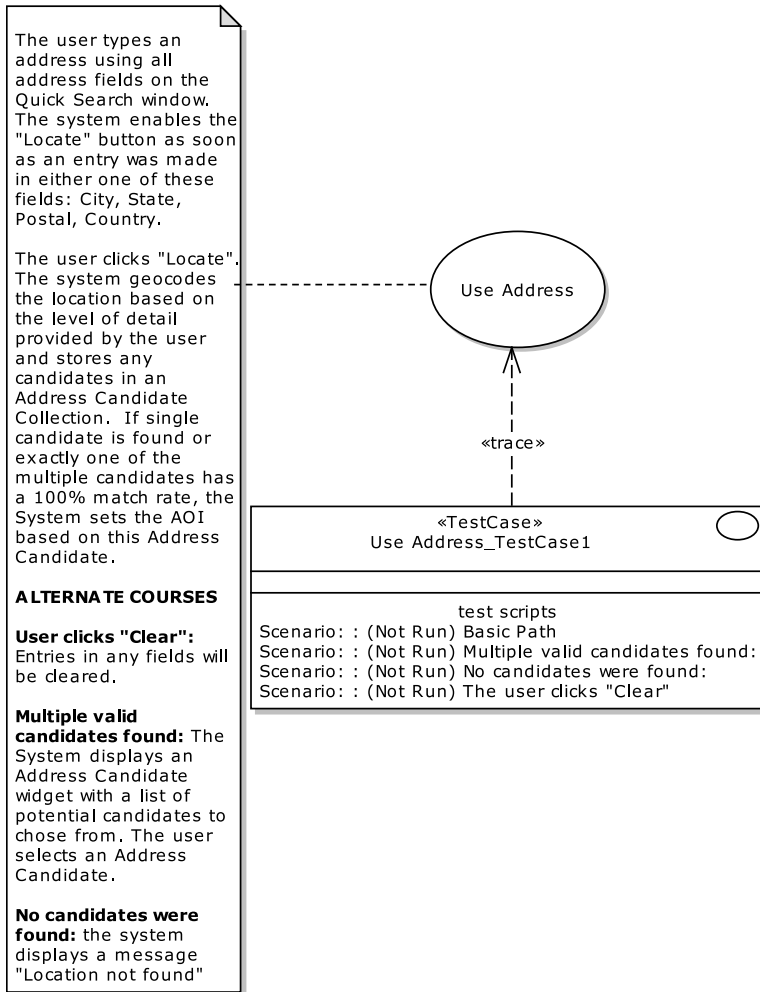 The user types an
address using all
address fields on the
Quick Search window.
The system enables the
"Locate" button as soon
as an entry was made
in either one of these
fields: City, State,
Postal, Country.
The user clicks "Locate".
The system geocodes
the location based on
the level of detail
provided by the user
and stores any
candidates in an
Address Candidate
Collection.  If single
candidate is found or
exactly one of the
multiple candidates has
a 100% match rate, the
System sets the AOI
based on this Address
Candidate.
ALTERNATE COURSES
User clicks "Clear":
Entries in any fields will
be cleared.
Multiple valid
candidates found: The
System displays an
Address Candidate
widget with a list of
potential candidates to
chose from. The user
selects an Address
Candidate.
No candidates were
found: the system
displays a message
"Location not found"
Use Address
«trace»
«TestCase»
Use Address_TestCase1
test scripts
Scenario: : (Not Run) Basic Path
Scenario: : (Not Run) Multiple valid candidates found:
Scenario: : (Not Run) No candidates were found:
Scenario: : (Not Run) The user clicks "Clear"